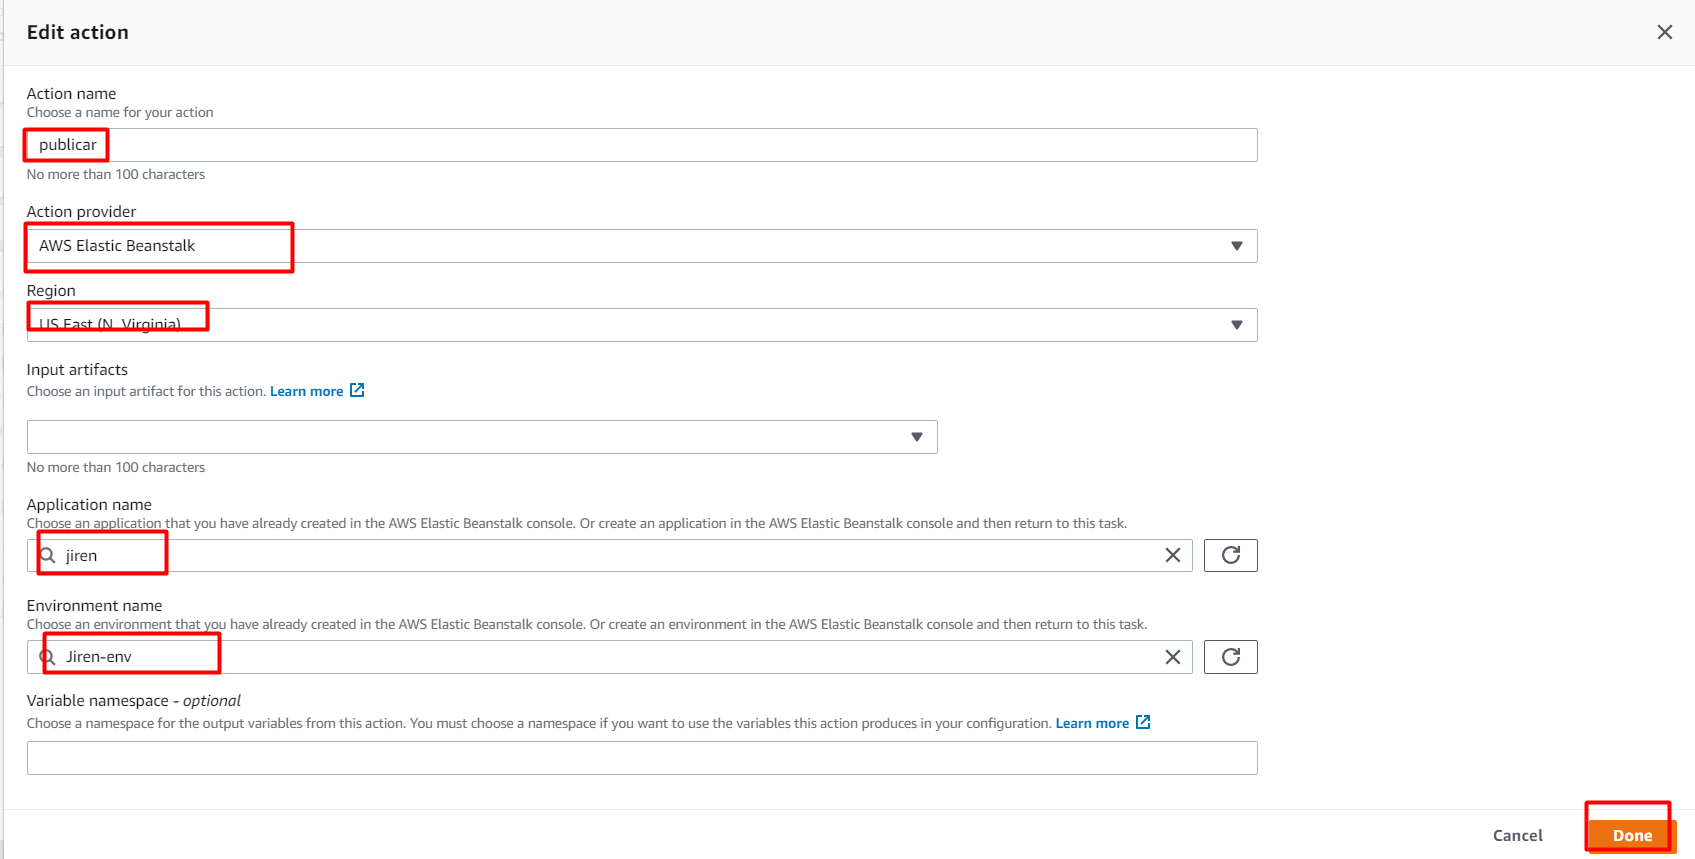 Edit action
Action name
Choose a name for your action
publicar
No more than 100 characters
Action provider
AWS Elastic Beanstalk
Region
US East (N. Virginia)
Input artifacts
Choose an input artifact for this action. Learn more
No more than 100 characters
Application name
Choose an application that you have already created in the AWS Elastic Beanstalk console. Or create an application in the AWS Elastic Beanstalk console and then return to this task.
jiren
Environment name
Choose an environment that you have already created in the AWS Elastic Beanstalk console. Or create an environment in the AWS Elastic Beanstalk console and then return to this task.
Jiren-env
Variable namespace - optional
Choose a namespace for the output variables from this action. You must choose a namespace if you want to use the variables this action produces in your configuration. Learn more
Cancel
Done